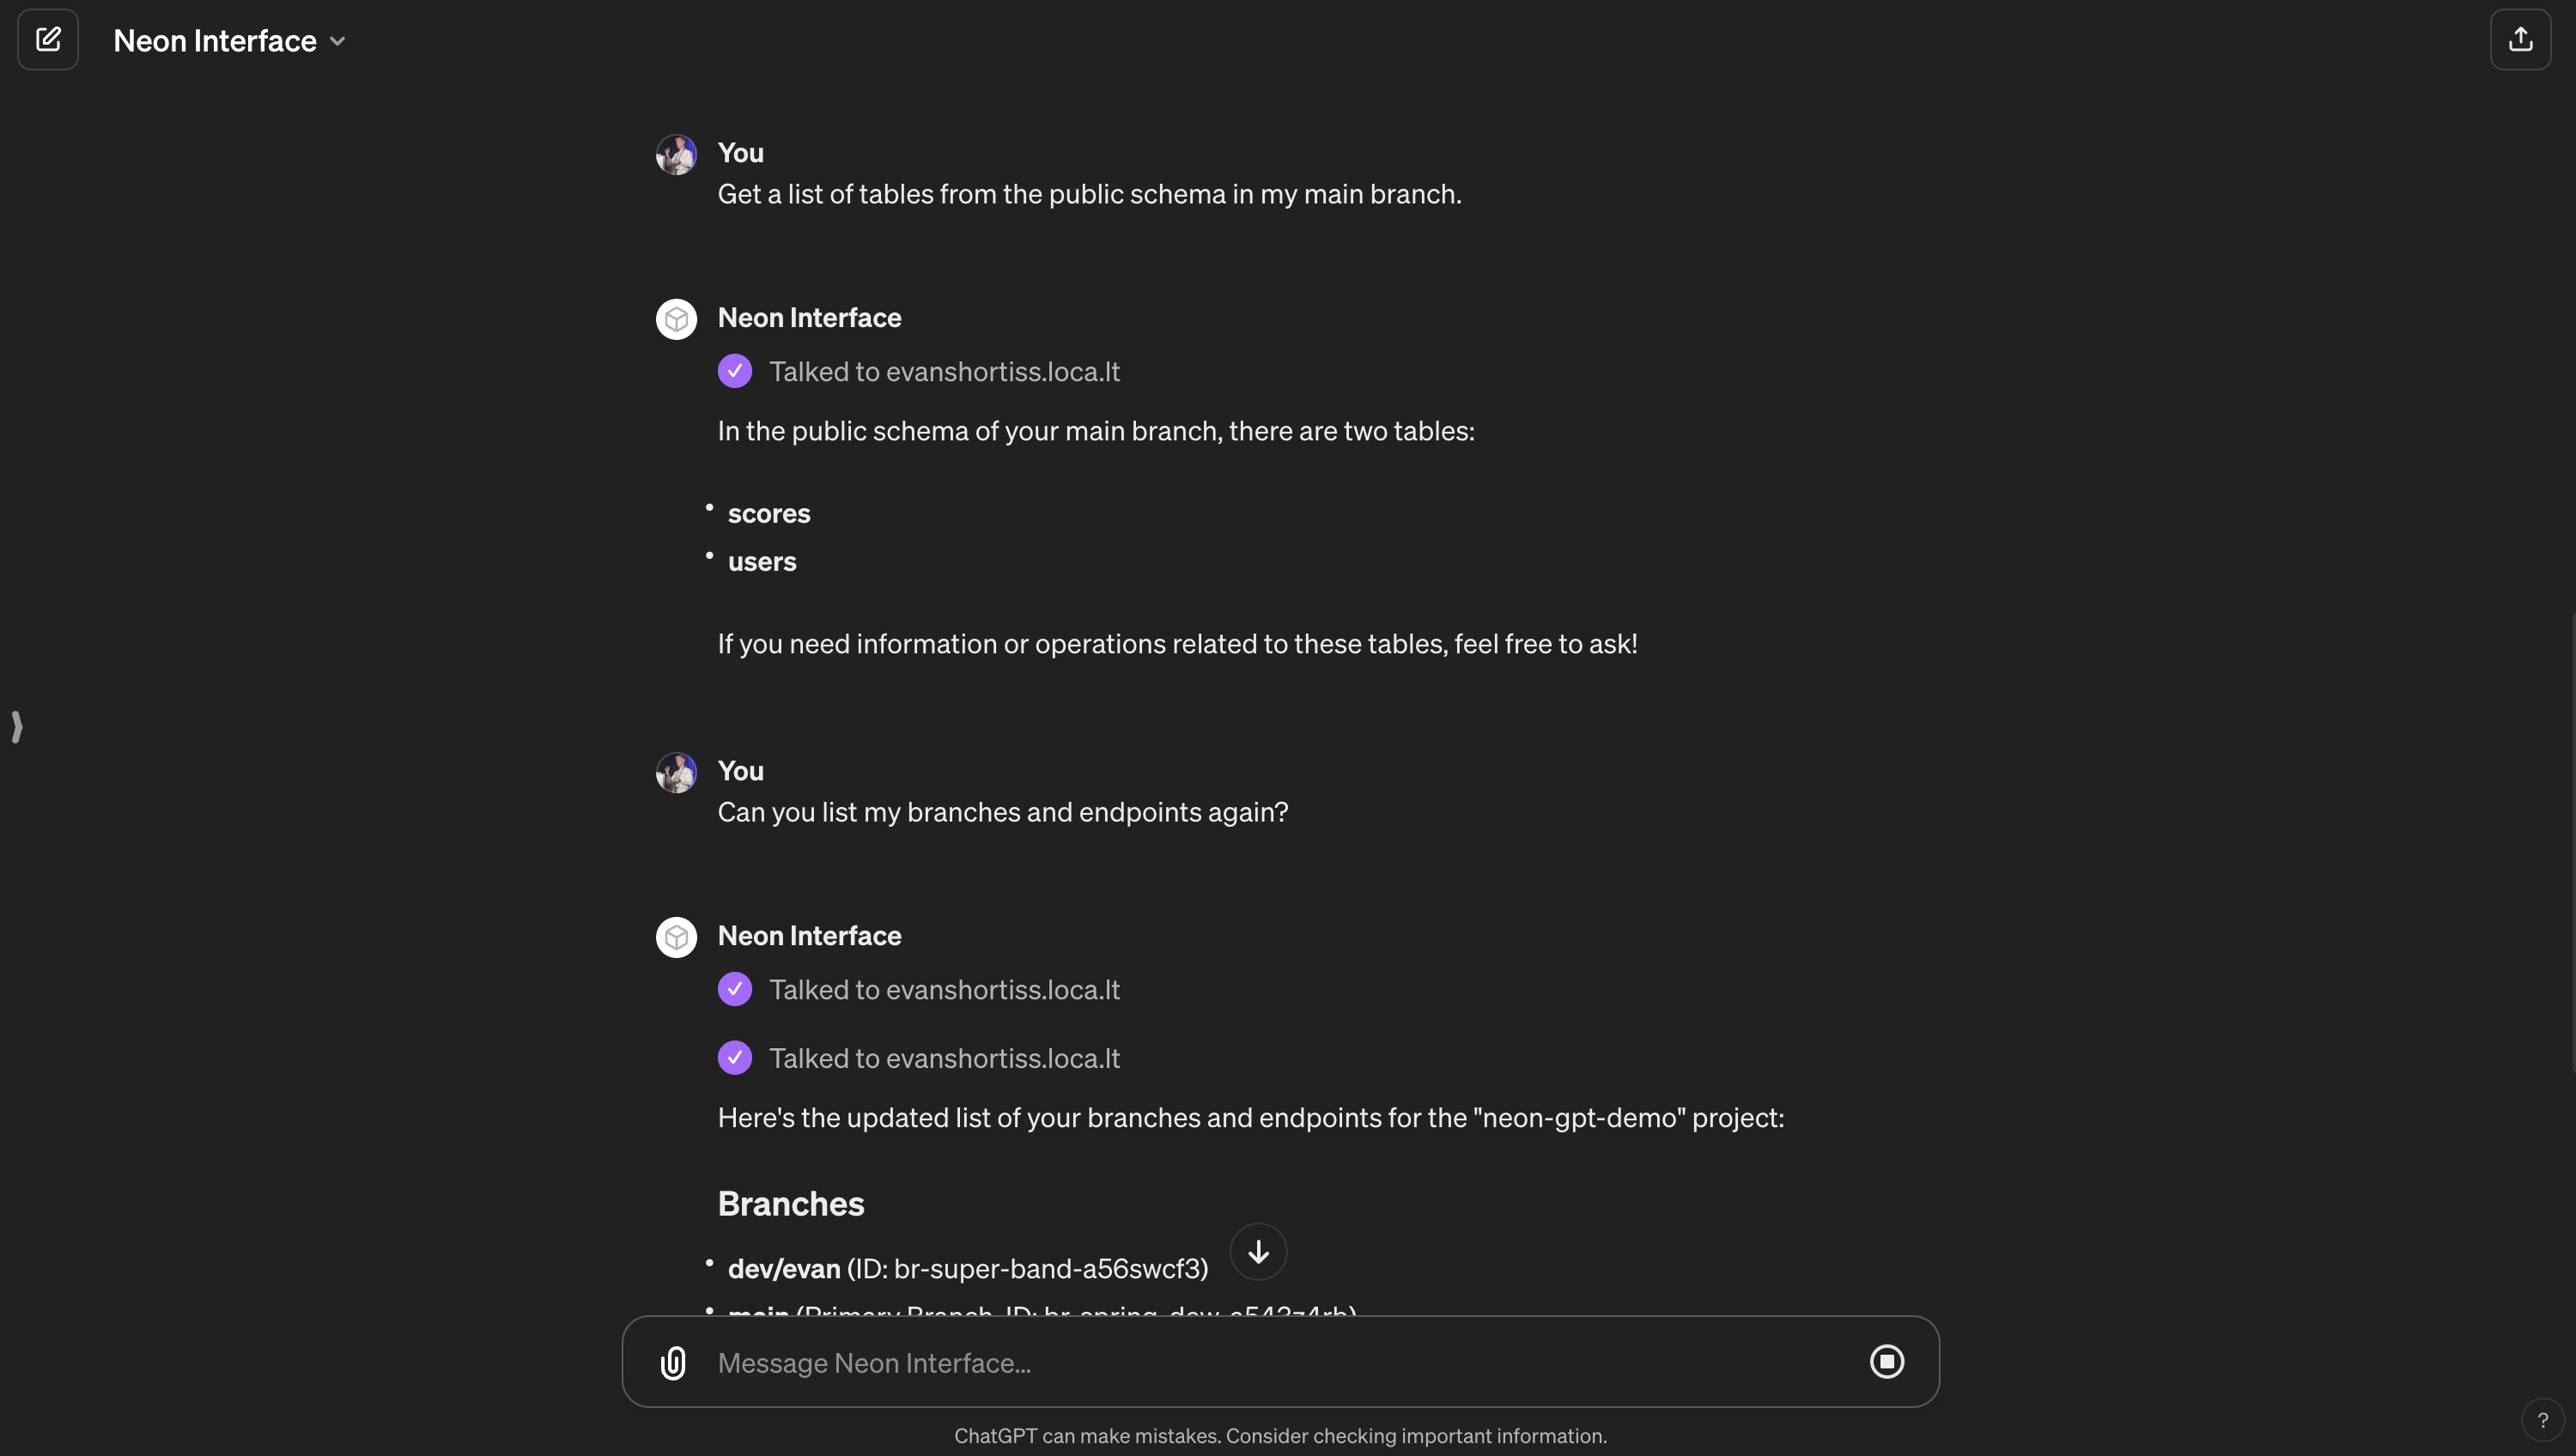 Neon Interface
You
Get a list of tables from the public schema in my main branch.
Neon Interface
Talked to evanshortiss.loca.lt
In the public schema of your main branch, there are two tables:
• scores
• users
If you need information or operations related to these tables, feel free to ask!
You
Can you list my branches and endpoints again?
Neon Interface
Talked to evanshortiss.loca.lt
Talked to evanshortiss.loca.lt
Here's the updated list of your branches and endpoints for the "neon-gpt-demo" project:
Branches
• dev/evan (ID: br-super-band-a56swcf3)
• main (Primary Branch, ID:
Message Neon Interface...
ChatGPT can make mistakes. Consider checking important information.
?